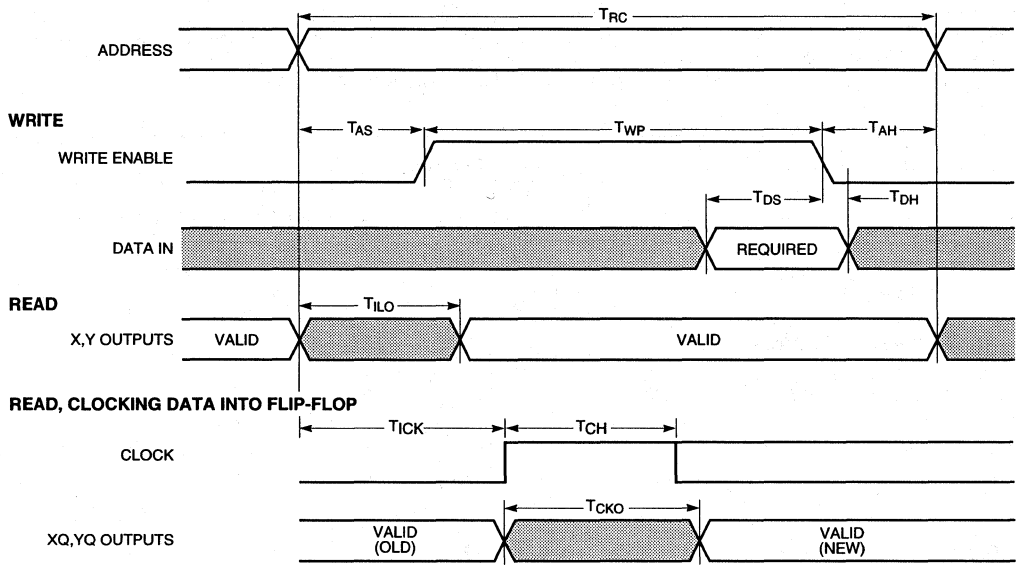 TRC
ADDRESS
WRITE
TAS
TWP
TAH
WRITE ENABLE
TDS
TDH
DATA IN
REQUIRED
READ
TILO
X,Y OUTPUTS
VALID
VALID
READ, CLOCKING DATA INTO FLIP-FLOP
TICK
TCH
CLOCK
TCKO
XQ,YQ OUTPUTS
VALID
(OLD)
VALID
(NEW)